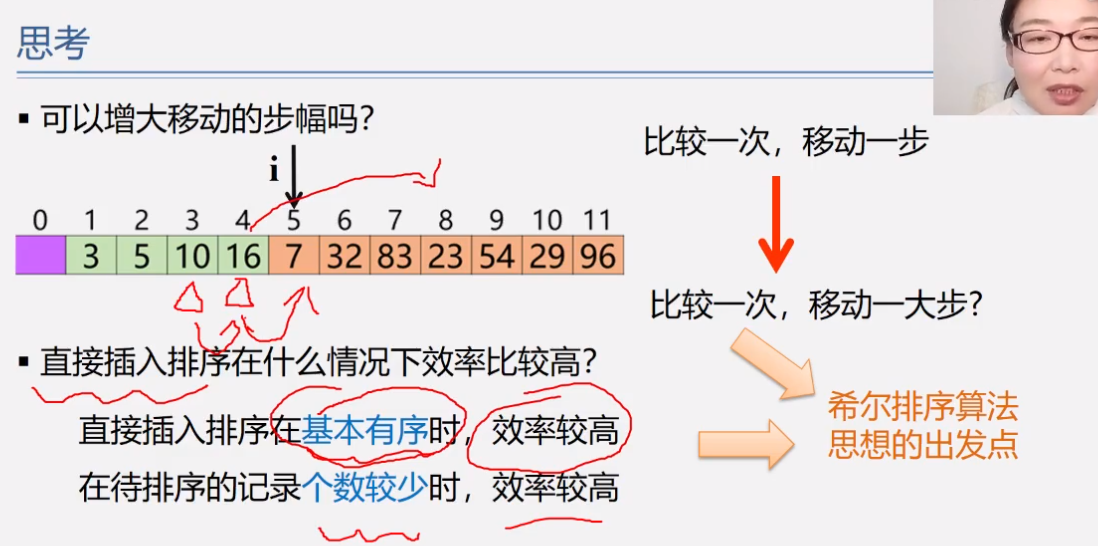 思考
▪ 可以增大移动的步幅吗?
比较一次，移动一步
i
0 1 2 3 4 5 6 7 8 9 10 11
3 5 10 16 7 32 83 23 54 29 96
比较一次，移动一大步?
▪ 直接插入排序在什么情况下效率比较高?
直接插入排序在基本有序时，效率较高
在待排序的记录个数较少时，效率较高
希尔排序算法
思想的出发点